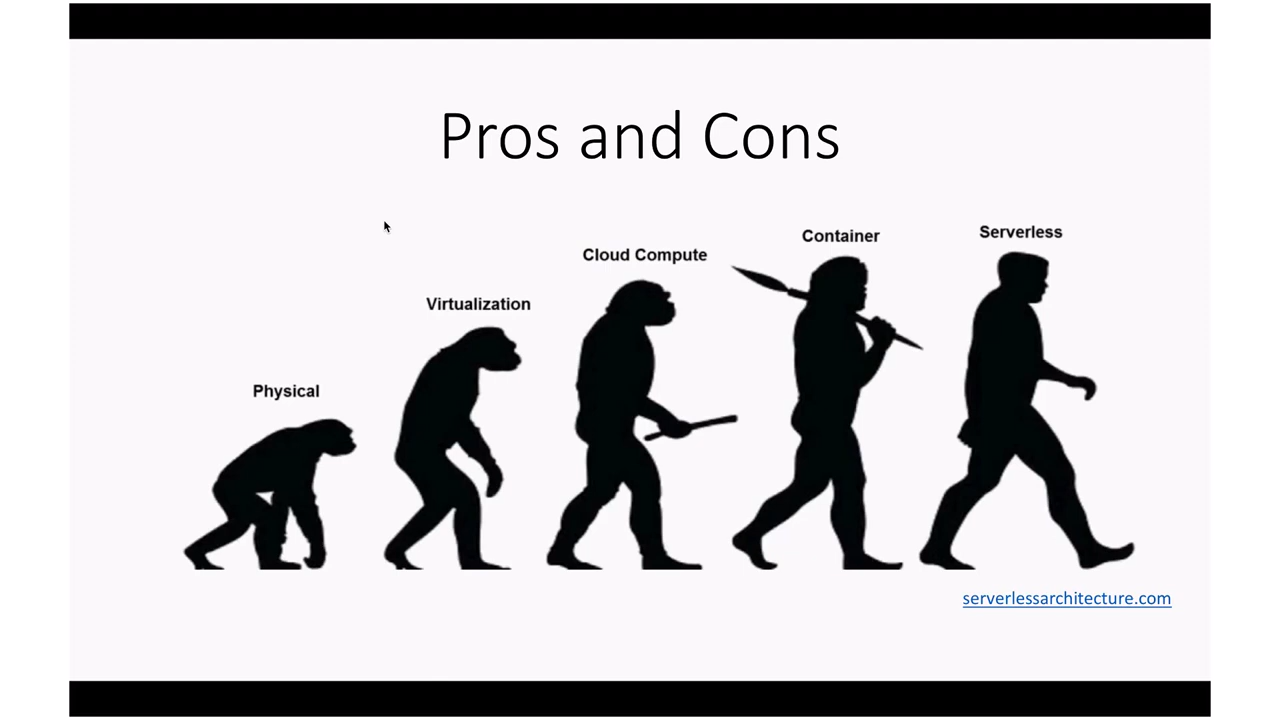 Pros and Cons
Physical
Virtualization
Cloud Compute
Container
Serverless
serverlessarchitecture.com